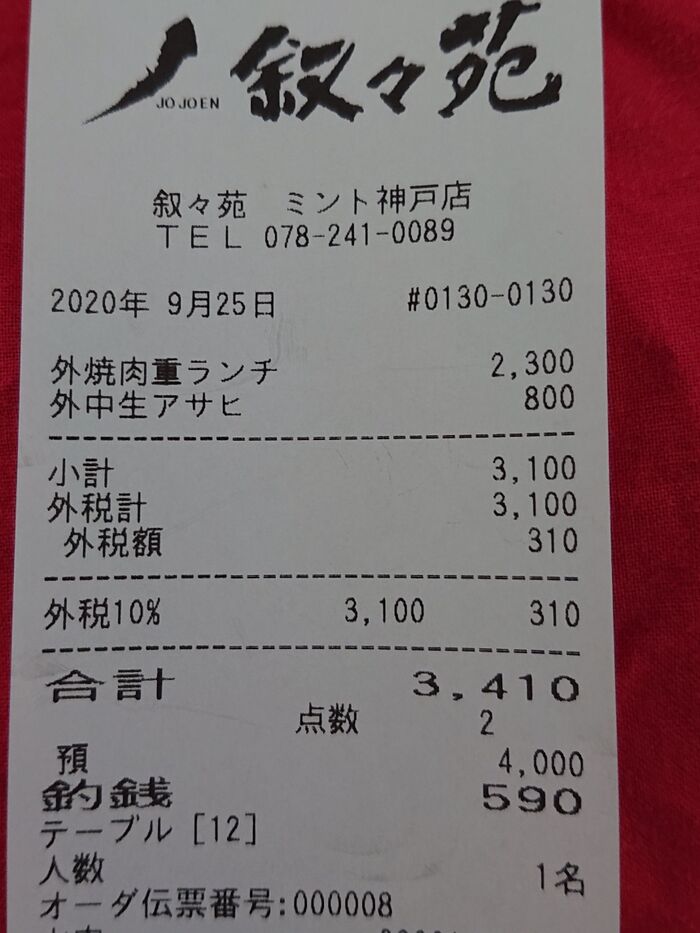 JOJOEN 叙々苑
叙々苑 ミント神戸店
TEL 078-241-0089
2020年 9月25日 #0130-0130
外焼肉重ランチ 2,300
外中生アサヒ 800
小計 3,100
外税計 3,100
外税額 310
外税10% 3,100 310
合計 3,410
点数 2
預 4,000
釣銭 590
テーブル [12]
人数 1名
オーダ伝票番号:000008